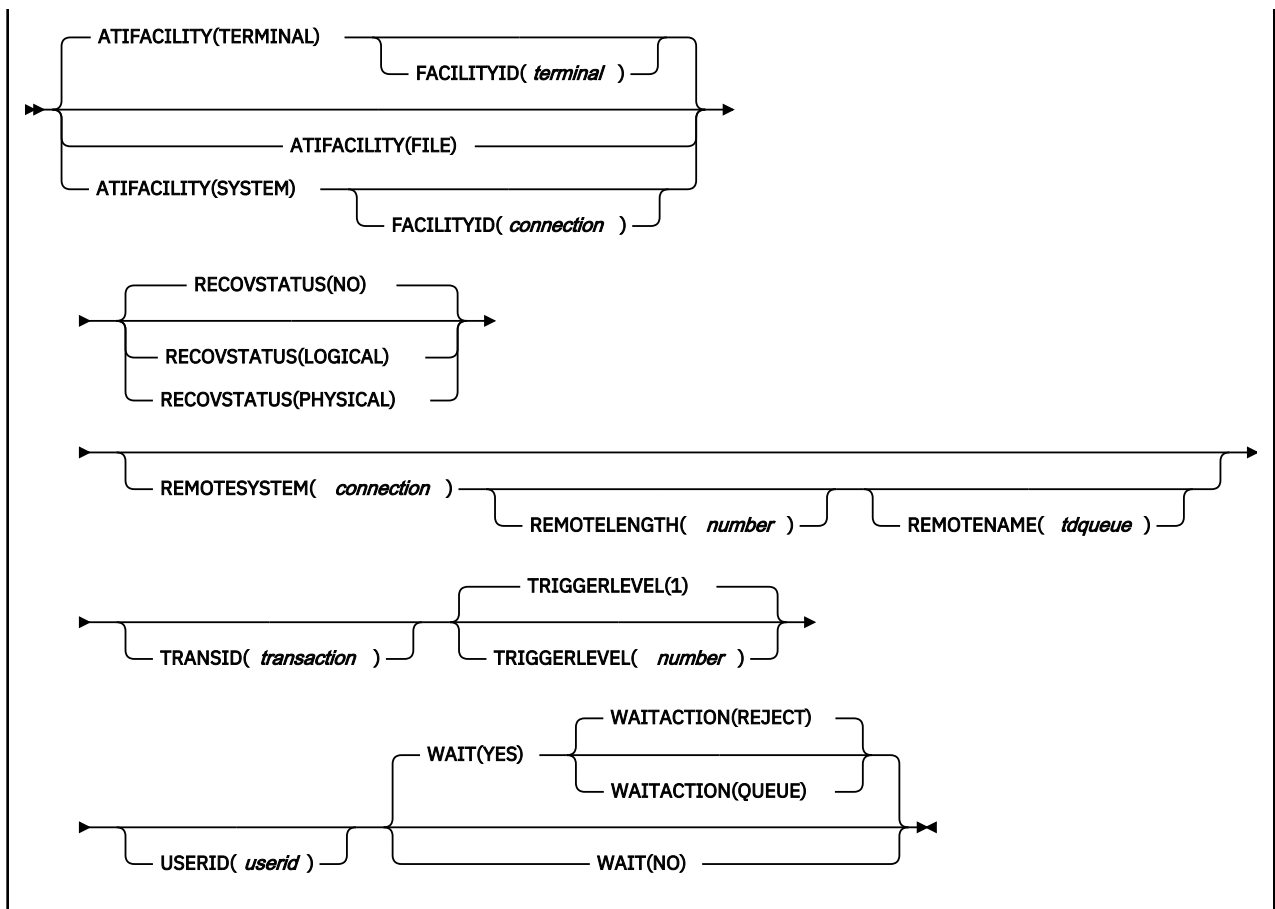 ATIFACILITY(TERMINAL)
FACILITYID( terminal )
ATIFACILITY(FILE)
ATIFACILITY(SYSTEM)
FACILITYID( connection )
RECOVSTATUS(NO)
RECOVSTATUS(LOGICAL)
RECOVSTATUS(PHYSICAL)
REMOTESYSTEM( connection )
REMOTELENGTH( number ) REMOTENAME( tdqueue )
TRIGGERLEVEL(1)
TRANSID( transaction ) TRIGGERLEVEL( number )
WAITACTION(REJECT)
WAIT(YES)
WAITACTION(QUEUE)
USERID( userid ) WAIT(NO)